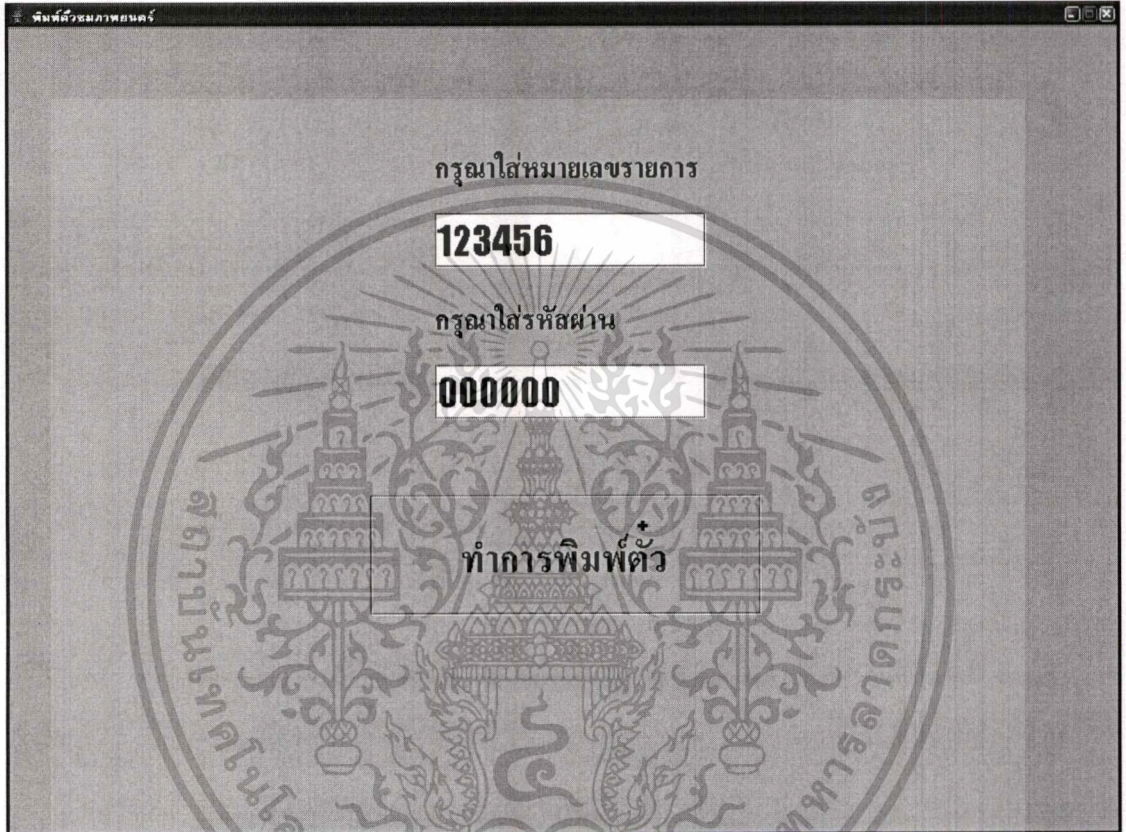 พิมพ์ตั๋วชมภาพยนตร์
กรุณาใส่หมายเลขรายการ
123456
กรุณาใส่รหัสผ่าน
000000
ทำการพิมพ์ตั๋ว